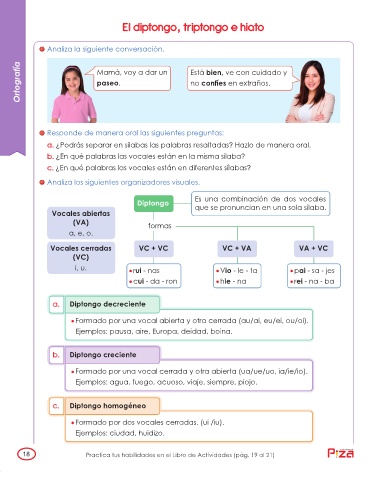 El diptongo, triptongo e hiato
Ortografía
Analiza la siguiente conversación.
Mamá, voy a dar un
paseo.
Está bien, ve con cuidado y
no confíes en extraños.
Responde de manera oral las siguientes preguntas:
a. ¿Podrás separar en sílabas las palabras resaltadas? Hazlo de manera oral.
b. ¿En qué palabras las vocales están en la misma sílaba?
c. ¿En qué palabras las vocales están en diferentes sílabas?
Analiza los siguientes organizadores visuales.
Vocales abiertas
(VA)
a, e, o.
Vocales cerradas
(VC)
i, u.
Diptongo
Es una combinación de dos vocales
que se pronuncian en una sola sílaba.
formas
VC + VC
VC + VA
VA + VC
• rui - nas
• cui - da - ron
• Vio - le - ta
• hie - na
• pai - sa - jes
• rei - na - ba
a. Diptongo decreciente
• Formado por una vocal abierta y otra cerrada (au/ai, eu/ei, ou/oi).
Ejemplos: pausa, aire, Europa, deidad, boina.
b. Diptongo creciente
• Formado por una vocal cerrada y otra abierta (ua/ue/uo, ia/ie/io).
Ejemplos: agua, fuego, acuoso, viaje, siempre, piojo.
c. Diptongo homogéneo
• Formado por dos vocales cerradas. (ui /iu).
Ejemplos: ciudad, huidizo.
18
Practica tus habilidades en el Libro de Actividades (pág. 19 al 21)